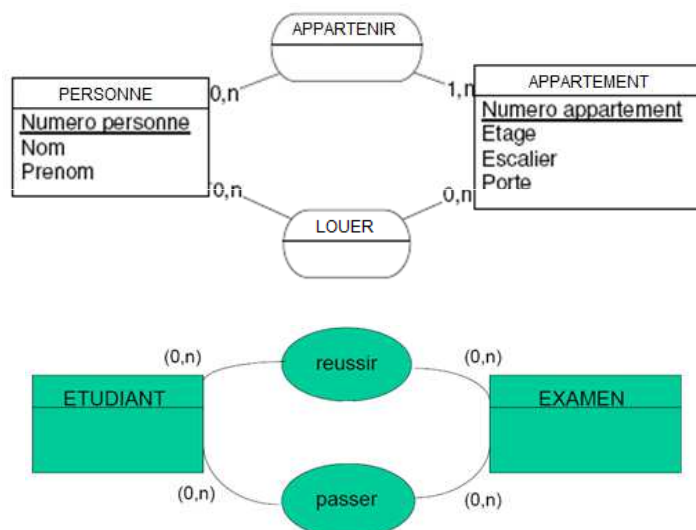 APPARTENIR
PERSONNE
0,n
1,n
APPARTEMENT
Numero personne
Nom
Prenom
Numero appartement
Etage
Escalier
Porte
0,n
0,n
LOUER
(0,n)
reussir
(0,n)
ETUDIANT
EXAMEN
(0,n)
passer
(0,n)